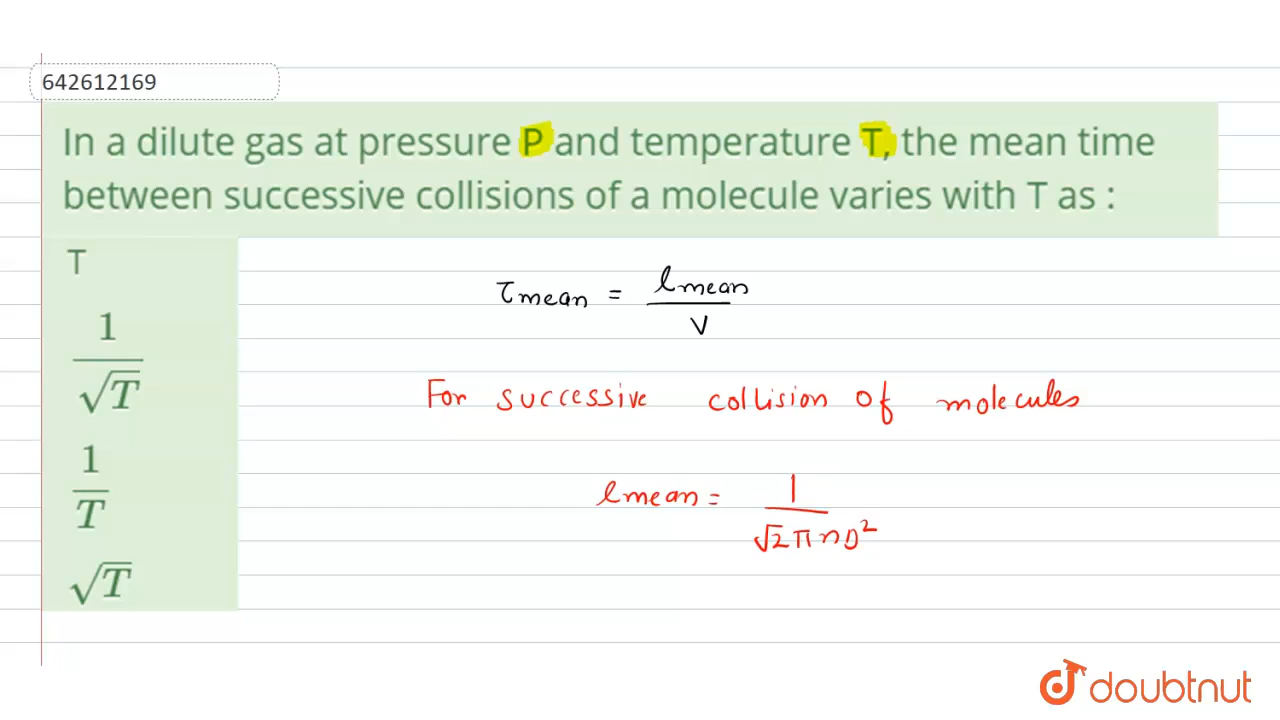 642612169
In a dilute gas at pressure P and temperature T, the mean time
between successive collisions of a molecule varies with T as :
T
1/√T
1/T
√T
τmean = lmean/V
For successive collision of molecules
lmean = 1/√2πnD²
doubtnut